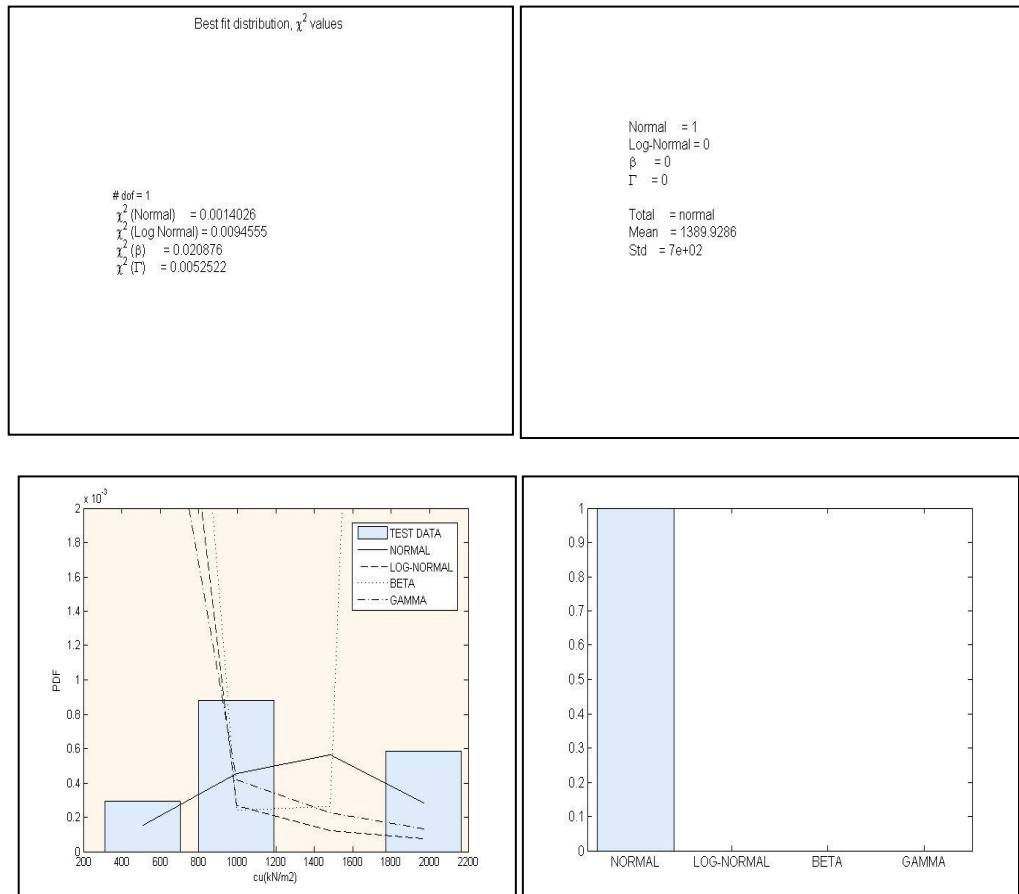 Best fit distribution, χ² values
# dof = 1
χ² (Normal) = 0.0014026
χ² (Log Normal) = 0.0094555
χ² (β) = 0.020876
χ² (Γ) = 0.0052522
Normal = 1
Log-Normal = 0
β = 0
Γ = 0
Total = normal
Mean = 1389.9286
Std = 7e+02
x 10⁻³
2
1.8
1.6
1.4
1.2
1
0.8
0.6
0.4
0.2
0
PDF
TEST DATA
NORMAL
LOG-NORMAL
BETA
GAMMA
200 400 600 800 1000 1200 1400 1600 1800 2000 2200
cu(kN/m2)
1
0.9
0.8
0.7
0.6
0.5
0.4
0.3
0.2
0.1
0
NORMAL LOG-NORMAL BETA GAMMA